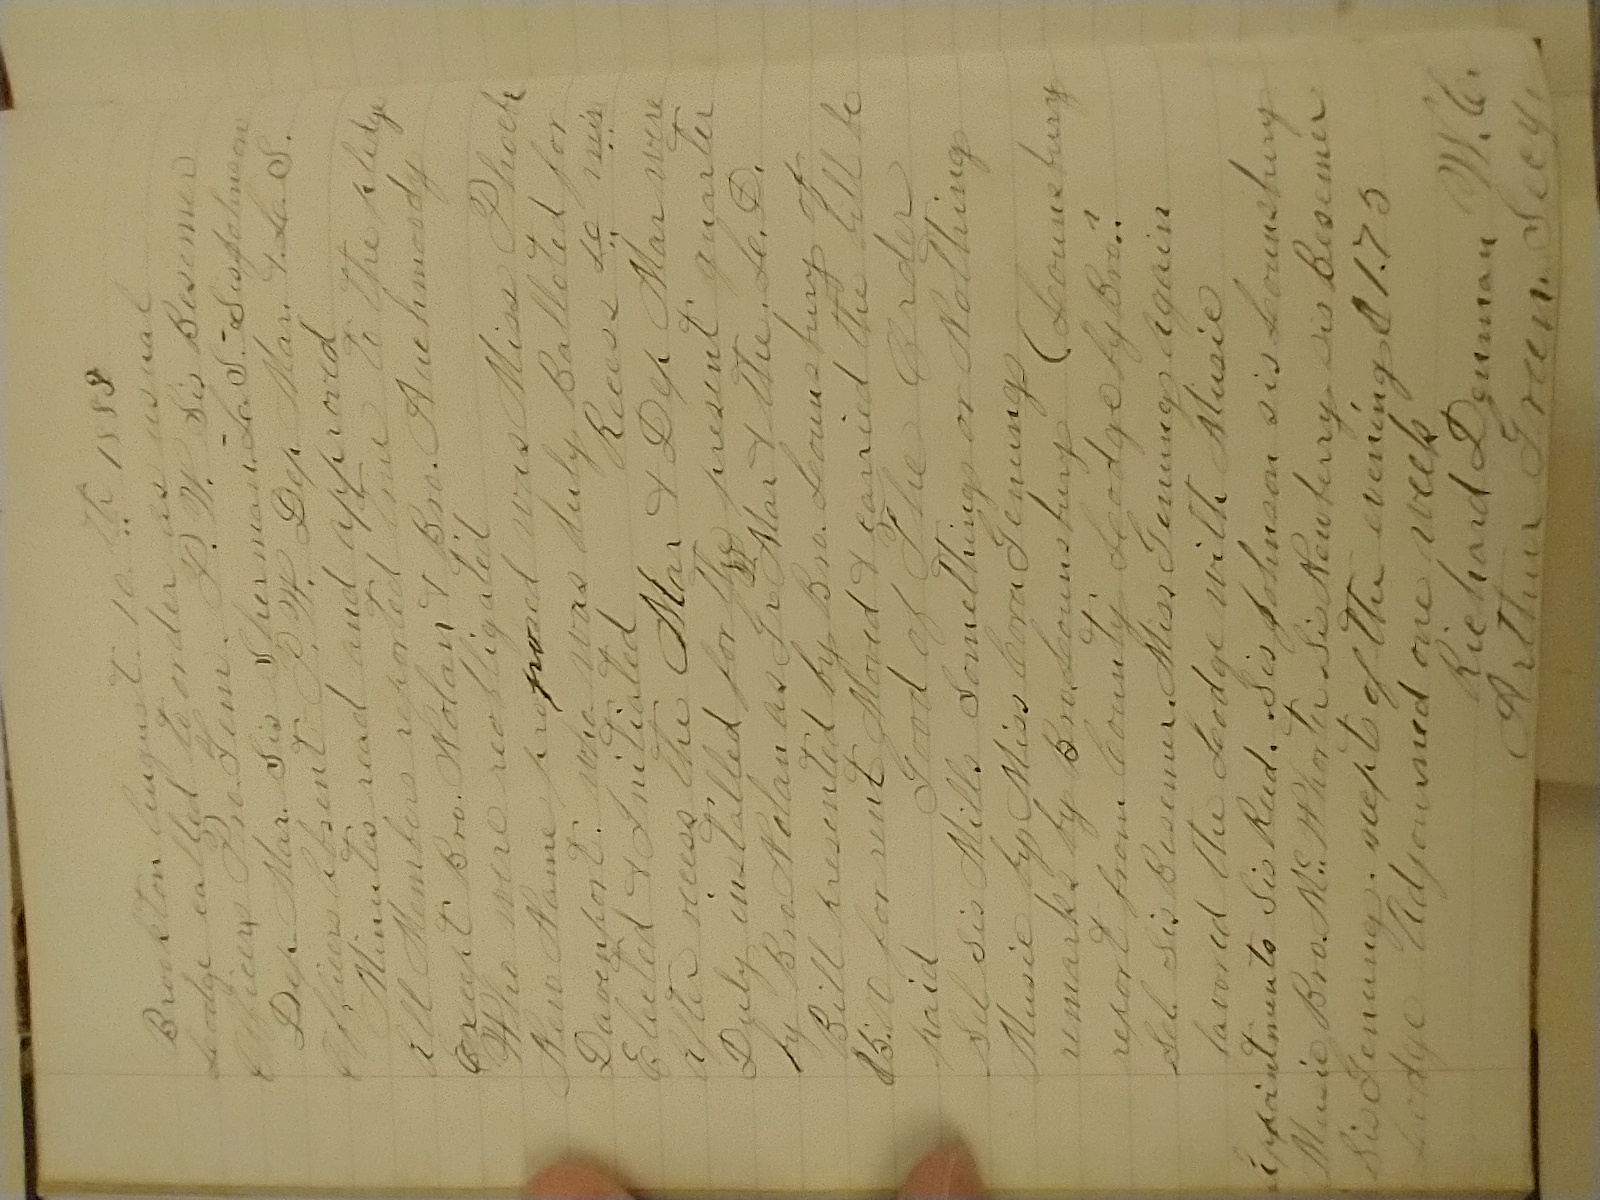 Brookton August. 10th 1888
Lodge called to order as usual
Officers Pro. Tem. P. W. Sis Besemer
Dep. Mar. Sis Sherman. L. S. Sis Johnson
Officers Absent P. W. Dep. Mar. & L. S.
Minutes read and approved
All Members reported true to the pledge
Except Bro. Nolan & Bro. Auchmoody
Who were reobligated
New Name proposed was Miss Phoebe
Davenport. who was duly Balloted for
Elected & Initiated Recess 10 min
after recess the Mar & Dep Mar were
Duly installed for the present quarter
by Bro. Nolan as Gr W Mar & the. L. D.
Bill presented by Bro. Lounsbury of
$5.00 for rent Moved & carried the bill be
paid Good of The Order
Sel Sis Mills Something or Nothing
Music by Miss Cora Genung
remarks by Bro. Lounsbury (Lounsbury
report from County Lodge by Bro.
Sel. Sis Besemer. Miss Genung again
favored the Lodge with Music
Appointments Sis Reed. Sis Johnson sis Lounsbury
Music Bro. Mc Whorter Sis Newberry sis Besemer
Sis Genung. recpts of the evening $1.75
Lodge Adjourned one week
Richard Denman W. C.
Arthur Green. Secy.